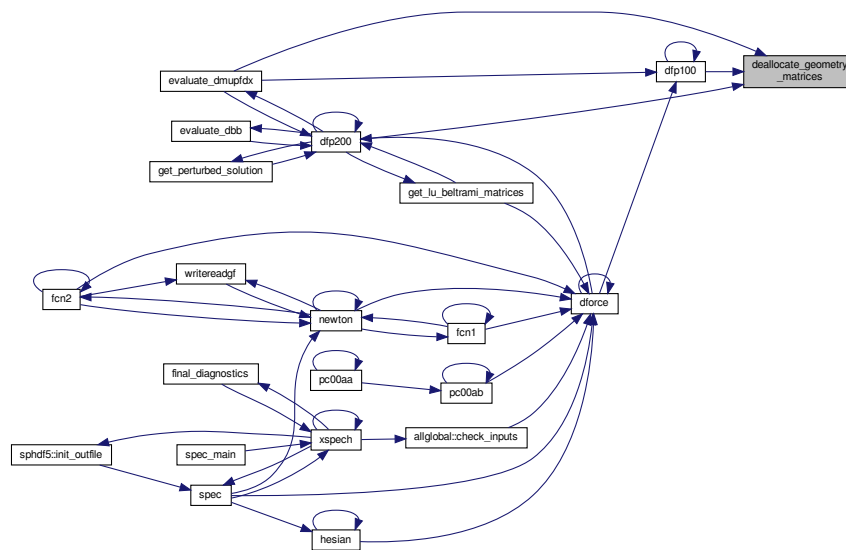 deallocate_geometry
_matrices
dfp100
evaluate_dmupfdx
evaluate_dbb
dfp200
get_perturbed_solution
get_lu_beltrami_matrices
writereadgf
fcn2
dforce
newton
fcn1
final_diagnostics
pc00aa
pc00ab
allglobal::check_inputs
xspech
sphdf5::init_outfile
spec_main
spec
hesian